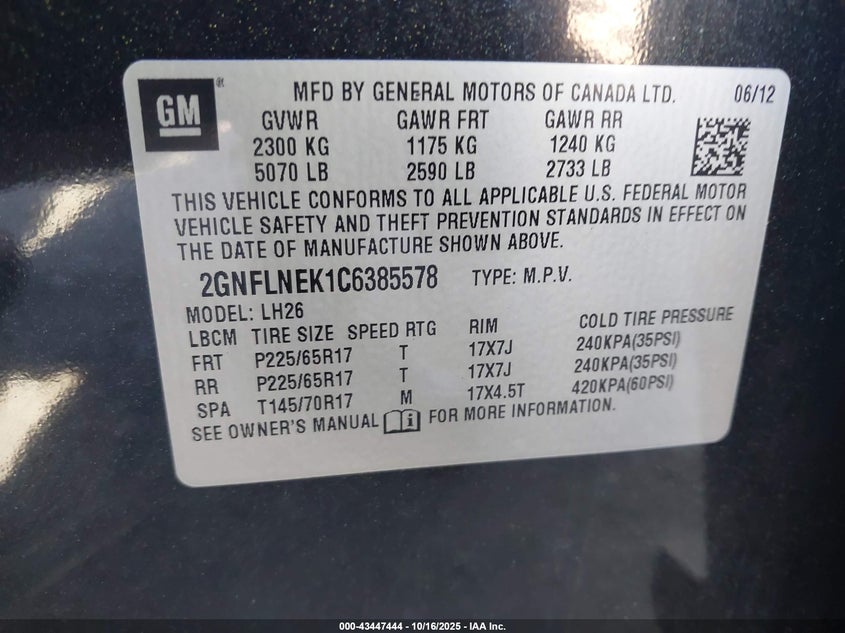 GM
MFD BY GENERAL MOTORS OF CANADA LTD. 06/12
GVWR GAWR FRT GAWR RR
2300 KG 1175 KG 1240 KG
5070 LB 2590 LB 2733 LB
THIS VEHICLE CONFORMS TO ALL APPLICABLE U.S. FEDERAL MOTOR
VEHICLE SAFETY AND THEFT PREVENTION STANDARDS IN EFFECT ON
THE DATE OF MANUFACTURE SHOWN ABOVE.
2GNFLNEK1C6385578 TYPE: M.P.V.
MODEL: LH26
LBCM TIRE SIZE SPEED RTG RIM COLD TIRE PRESSURE
FRT P225/65R17 T 17X7J 240KPA(35PSI)
RR P225/65R17 T 17X7J 240KPA(35PSI)
SPA T145/70R17 M 17X4.5T 420KPA(60PSI)
SEE OWNER'S MANUAL FOR MORE INFORMATION.
000-43447444 - 10/16/2025 - IAA Inc.